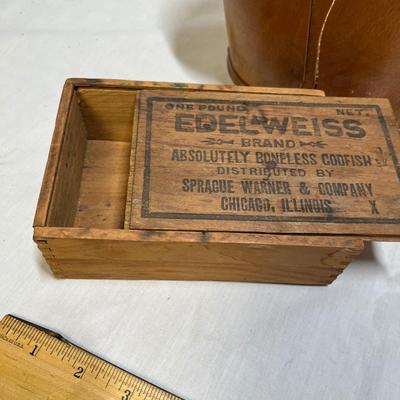 ONE POUND NET.
EDELWEISS
BRAND
ABSOLUTELY BONELESS CODFISH
DISTRIBUTED BY
SPRAGUE WARNER & COMPANY
CHICAGO, ILLINOIS X
1 2 3